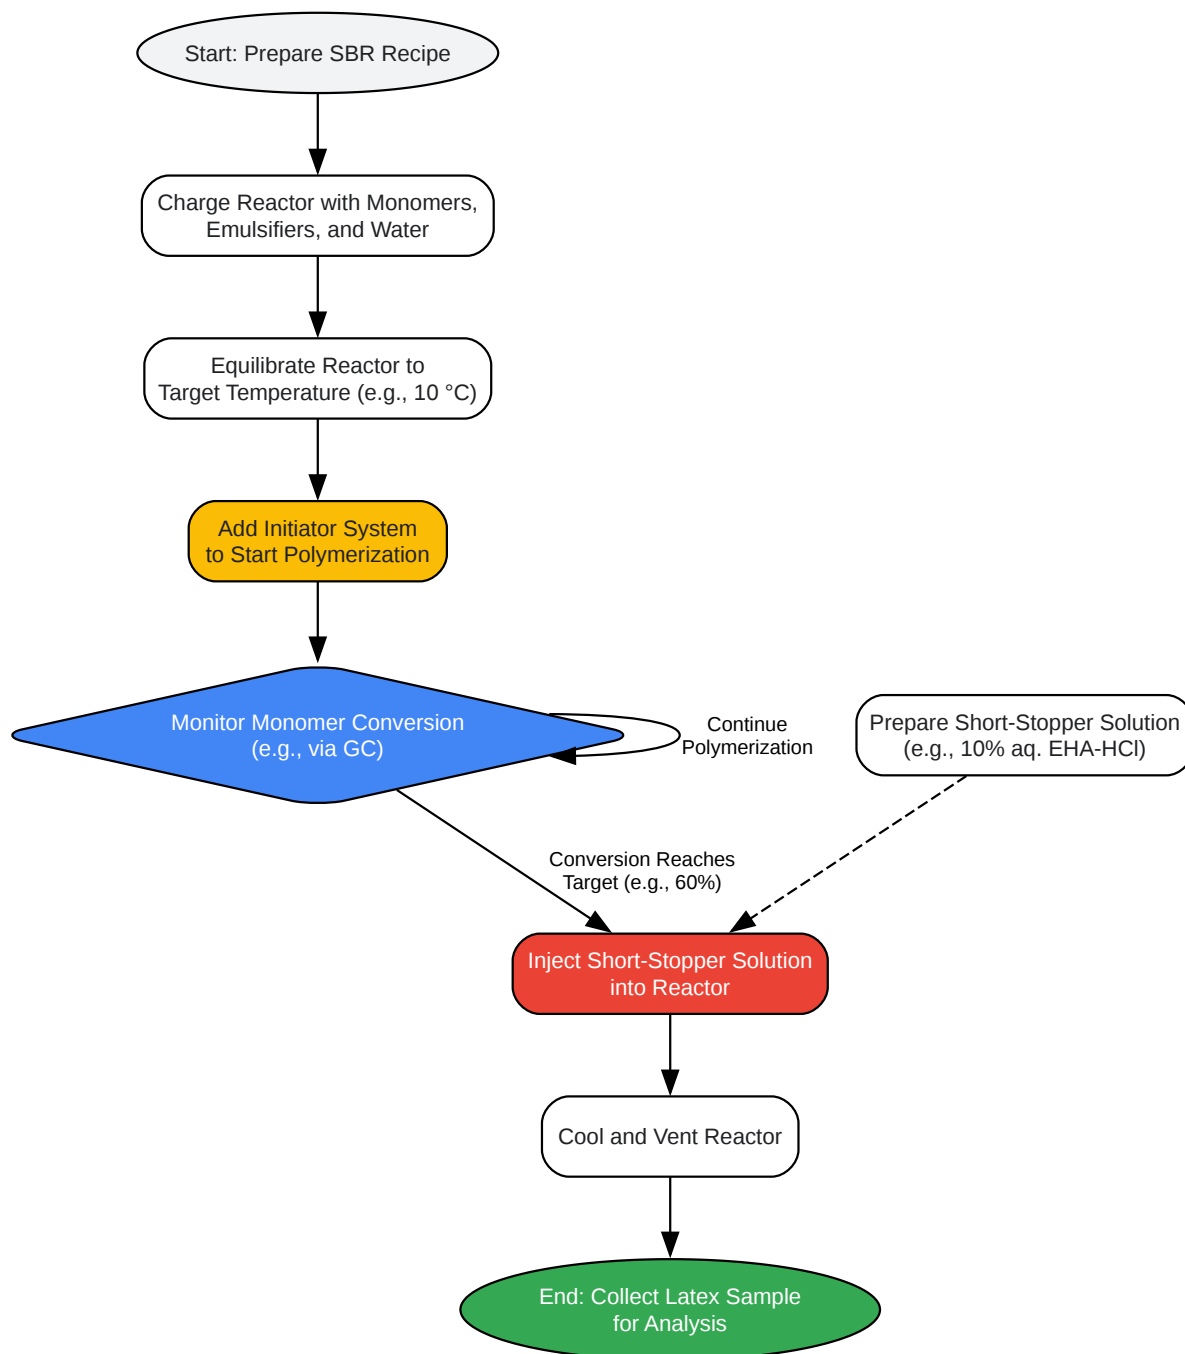 Start: Prepare SBR Recipe
Charge Reactor with Monomers,
Emulsifiers, and Water
Equilibrate Reactor to
Target Temperature (e.g., 10 °C)
Add Initiator System
to Start Polymerization
Monitor Monomer Conversion
(e.g., via GC)
Continue
Polymerization
Prepare Short-Stopper Solution
(e.g., 10% aq. EHA-HCl)
Conversion Reaches
Target (e.g., 60%)
Inject Short-Stopper Solution
into Reactor
Cool and Vent Reactor
End: Collect Latex Sample
for Analysis